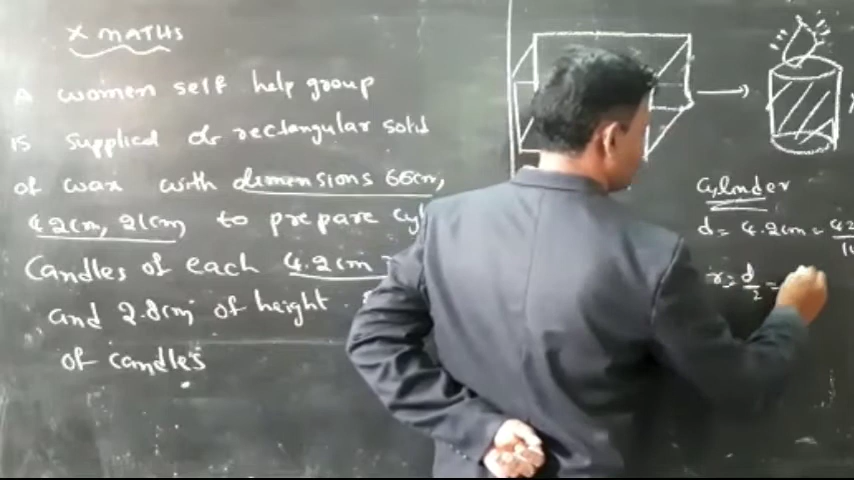 X MATHS
A women self help group
is supplied a rectangular solid
of wax with dimensions 66cm,
42cm, 21cm, to prepare
Candles of each 4.2cm
and 2.8cm of height.
of candles
Cylinder
d = 4.2cm = 42
r = d/2 =